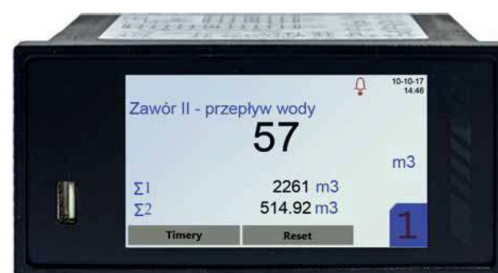 10-10-17
14:46
Zawór II - przepływ wody
57
m3
Σ1 2261 m3
Σ2 514.92 m3
Timery Reset 1